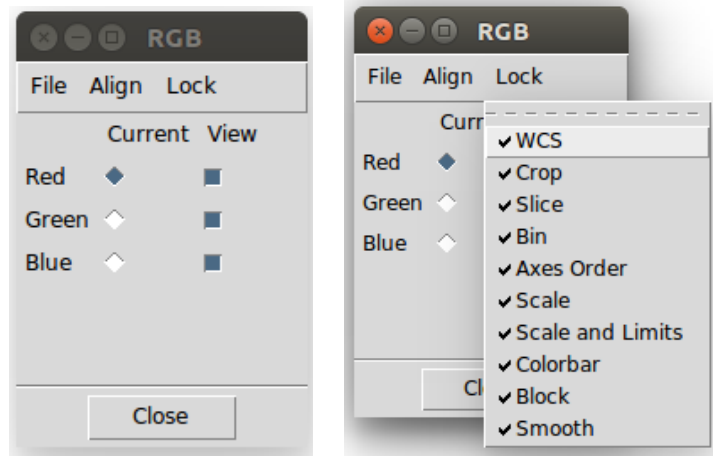 RGB
File Align Lock
Current View
Red
Green
Blue
Close
RGB
File Align Lock
Curr
Red
Green
Blue
WCS
Crop
Slice
Bin
Axes Order
Scale
Scale and Limits
Colorbar
Block
Smooth
Cl